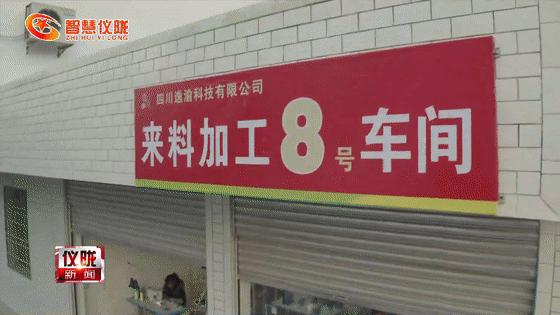 智慧仪陇
ZHI HUI YI LONG
四川逸渝科技有限公司
来料加工8号车间
仪陇
新闻